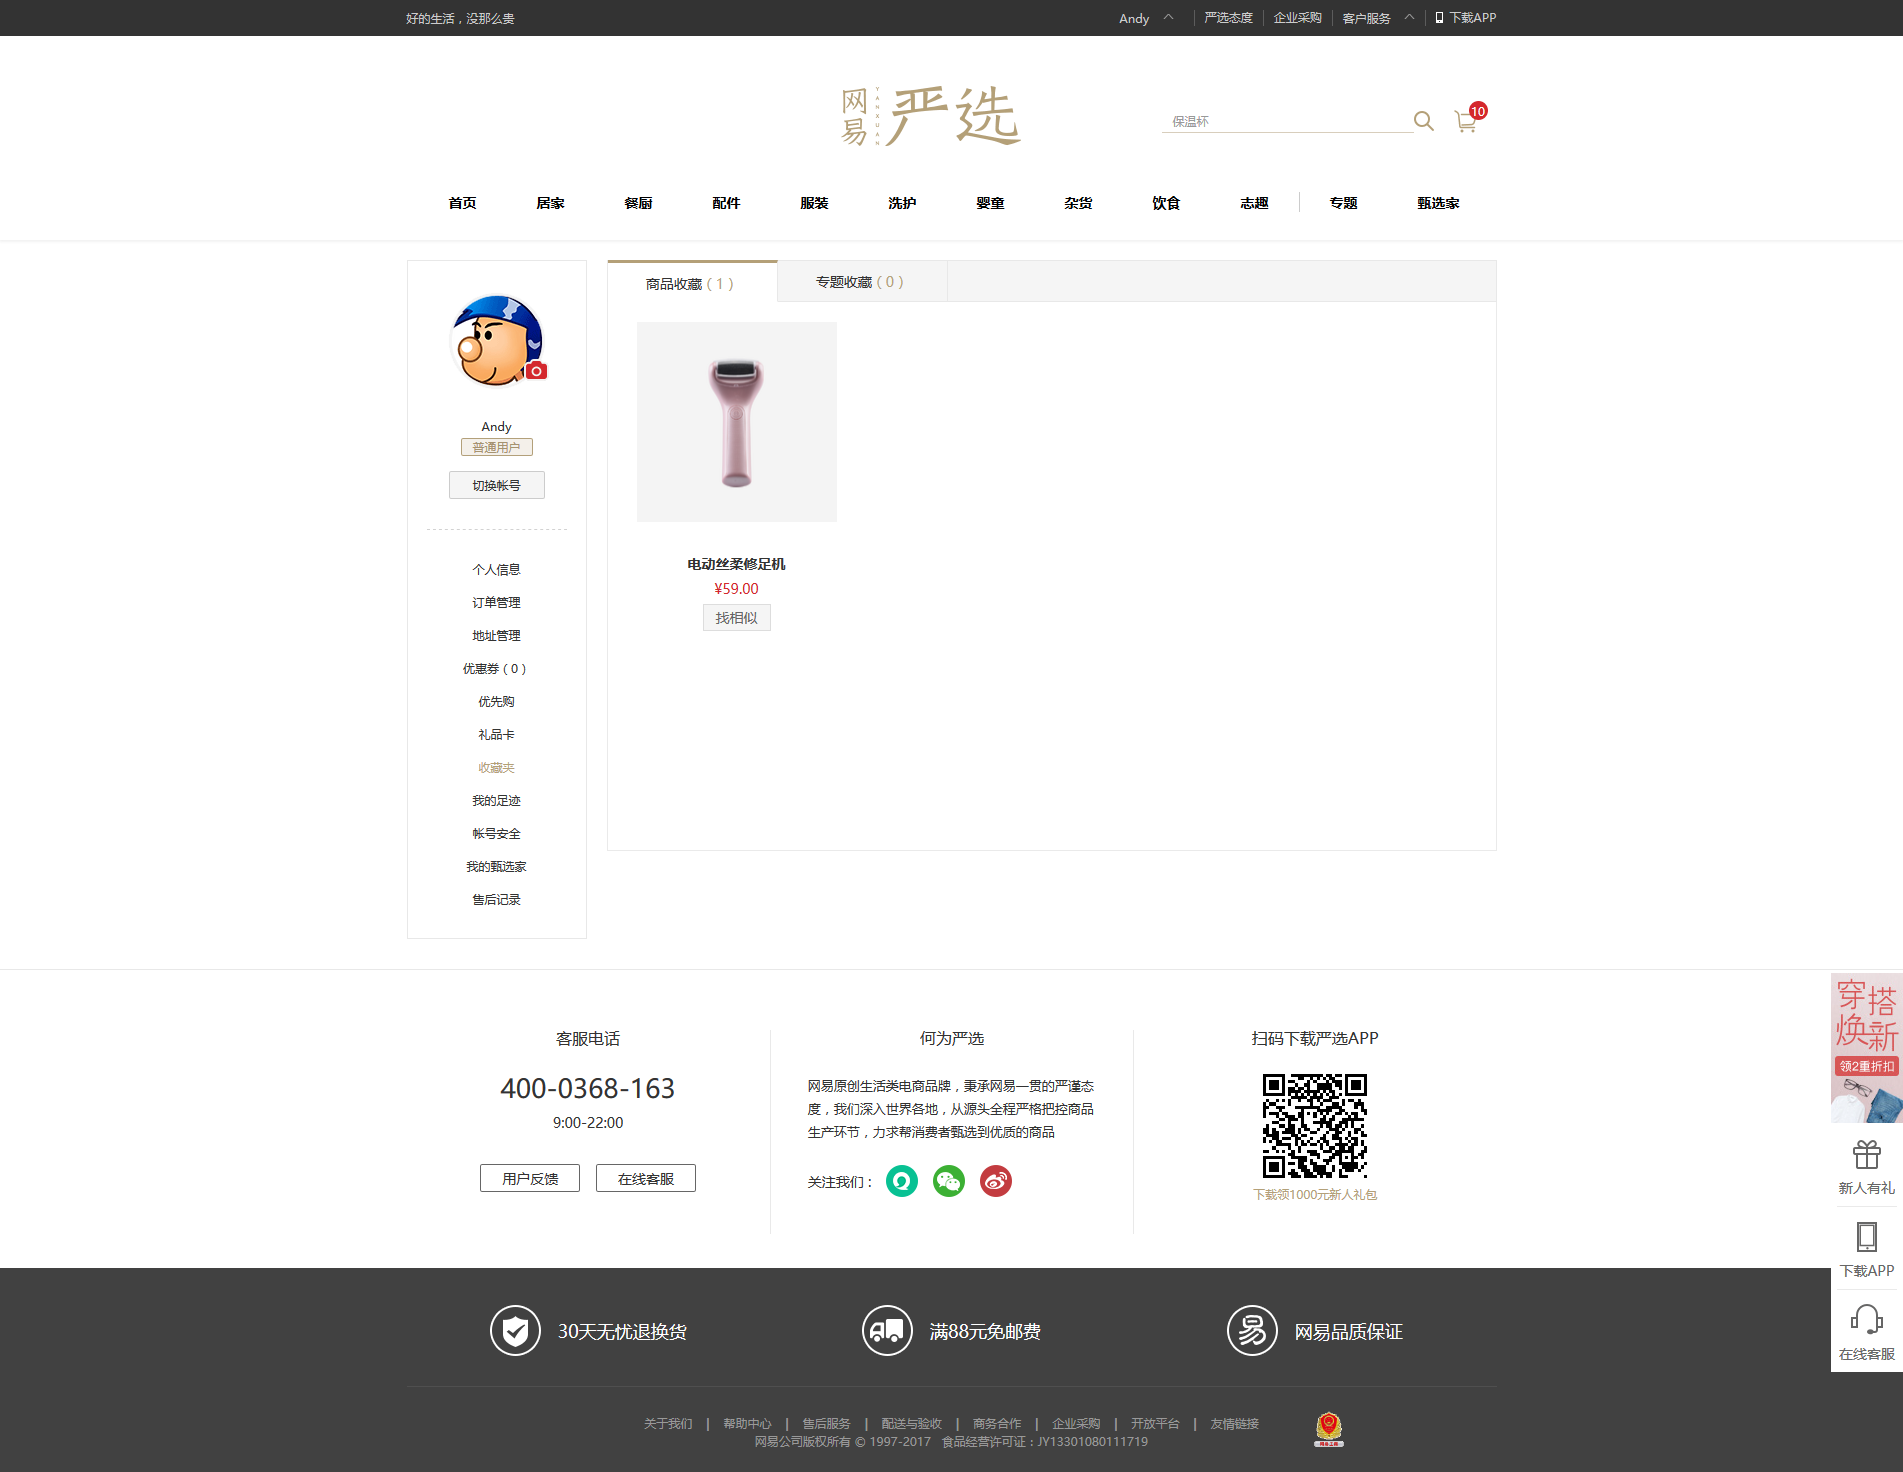 好的生活，没那么贵
Andy 严选态度 企业采购 客户服务 下载APP
网易 YANXUAN 严选
保温杯
10
首页 居家 餐厨 配件 服装 洗护 婴童 杂货 饮食 志趣 专题 甄选家
Andy
普通用户
切换帐号
个人信息
订单管理
地址管理
优惠券（0）
优先购
礼品卡
收藏夹
我的足迹
帐号安全
我的甄选家
售后记录
商品收藏（1） 专题收藏（0）
电动丝柔修足机
¥59.00
找相似
客服电话
400-0368-163
9:00-22:00
用户反馈 在线客服
何为严选
网易原创生活类电商品牌，秉承网易一贯的严谨态
度，我们深入世界各地，从源头全程严格把控商品
生产环节，力求帮消费者甄选到优质的商品
关注我们：
扫码下载严选APP
下载领1000元新人礼包
穿搭
焕新
领2重折扣
新人有礼
下载APP
在线客服
30天无忧退换货 满88元免邮费 易 网易品质保证
关于我们 | 帮助中心 | 售后服务 | 配送与验收 | 商务合作 | 企业采购 | 开放平台 | 友情链接
网易公司版权所有 © 1997-2017 食品经营许可证：JY13301080111719